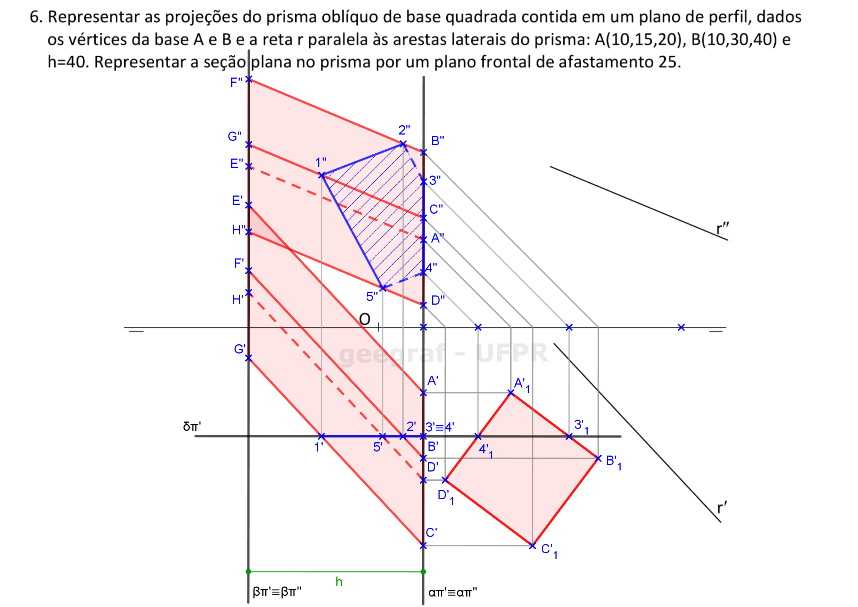 6. Representar as projeções do prisma oblíquo de base quadrada contida em um plano de perfil, dados
os vértices da base A e B e a reta r paralela às arestas laterais do prisma: A(10,15,20), B(10,30,40) e
h=40. Representar a seção plana no prisma por um plano frontal de afastamento 25.
F"
2"
B"
G"
1"
E"
3"
E'
C"
r"
H"
A"
F'
4"
5"
H'
D"
O
G'
geegraf - UFPR
A'
A'₁
δπ'
2'
3'≡4'
3'₁
1'
5'
B'
4'₁
B'₁
D'
D'₁
r'
C'
C'₁
h
βπ'≡βπ"
απ'≡απ"